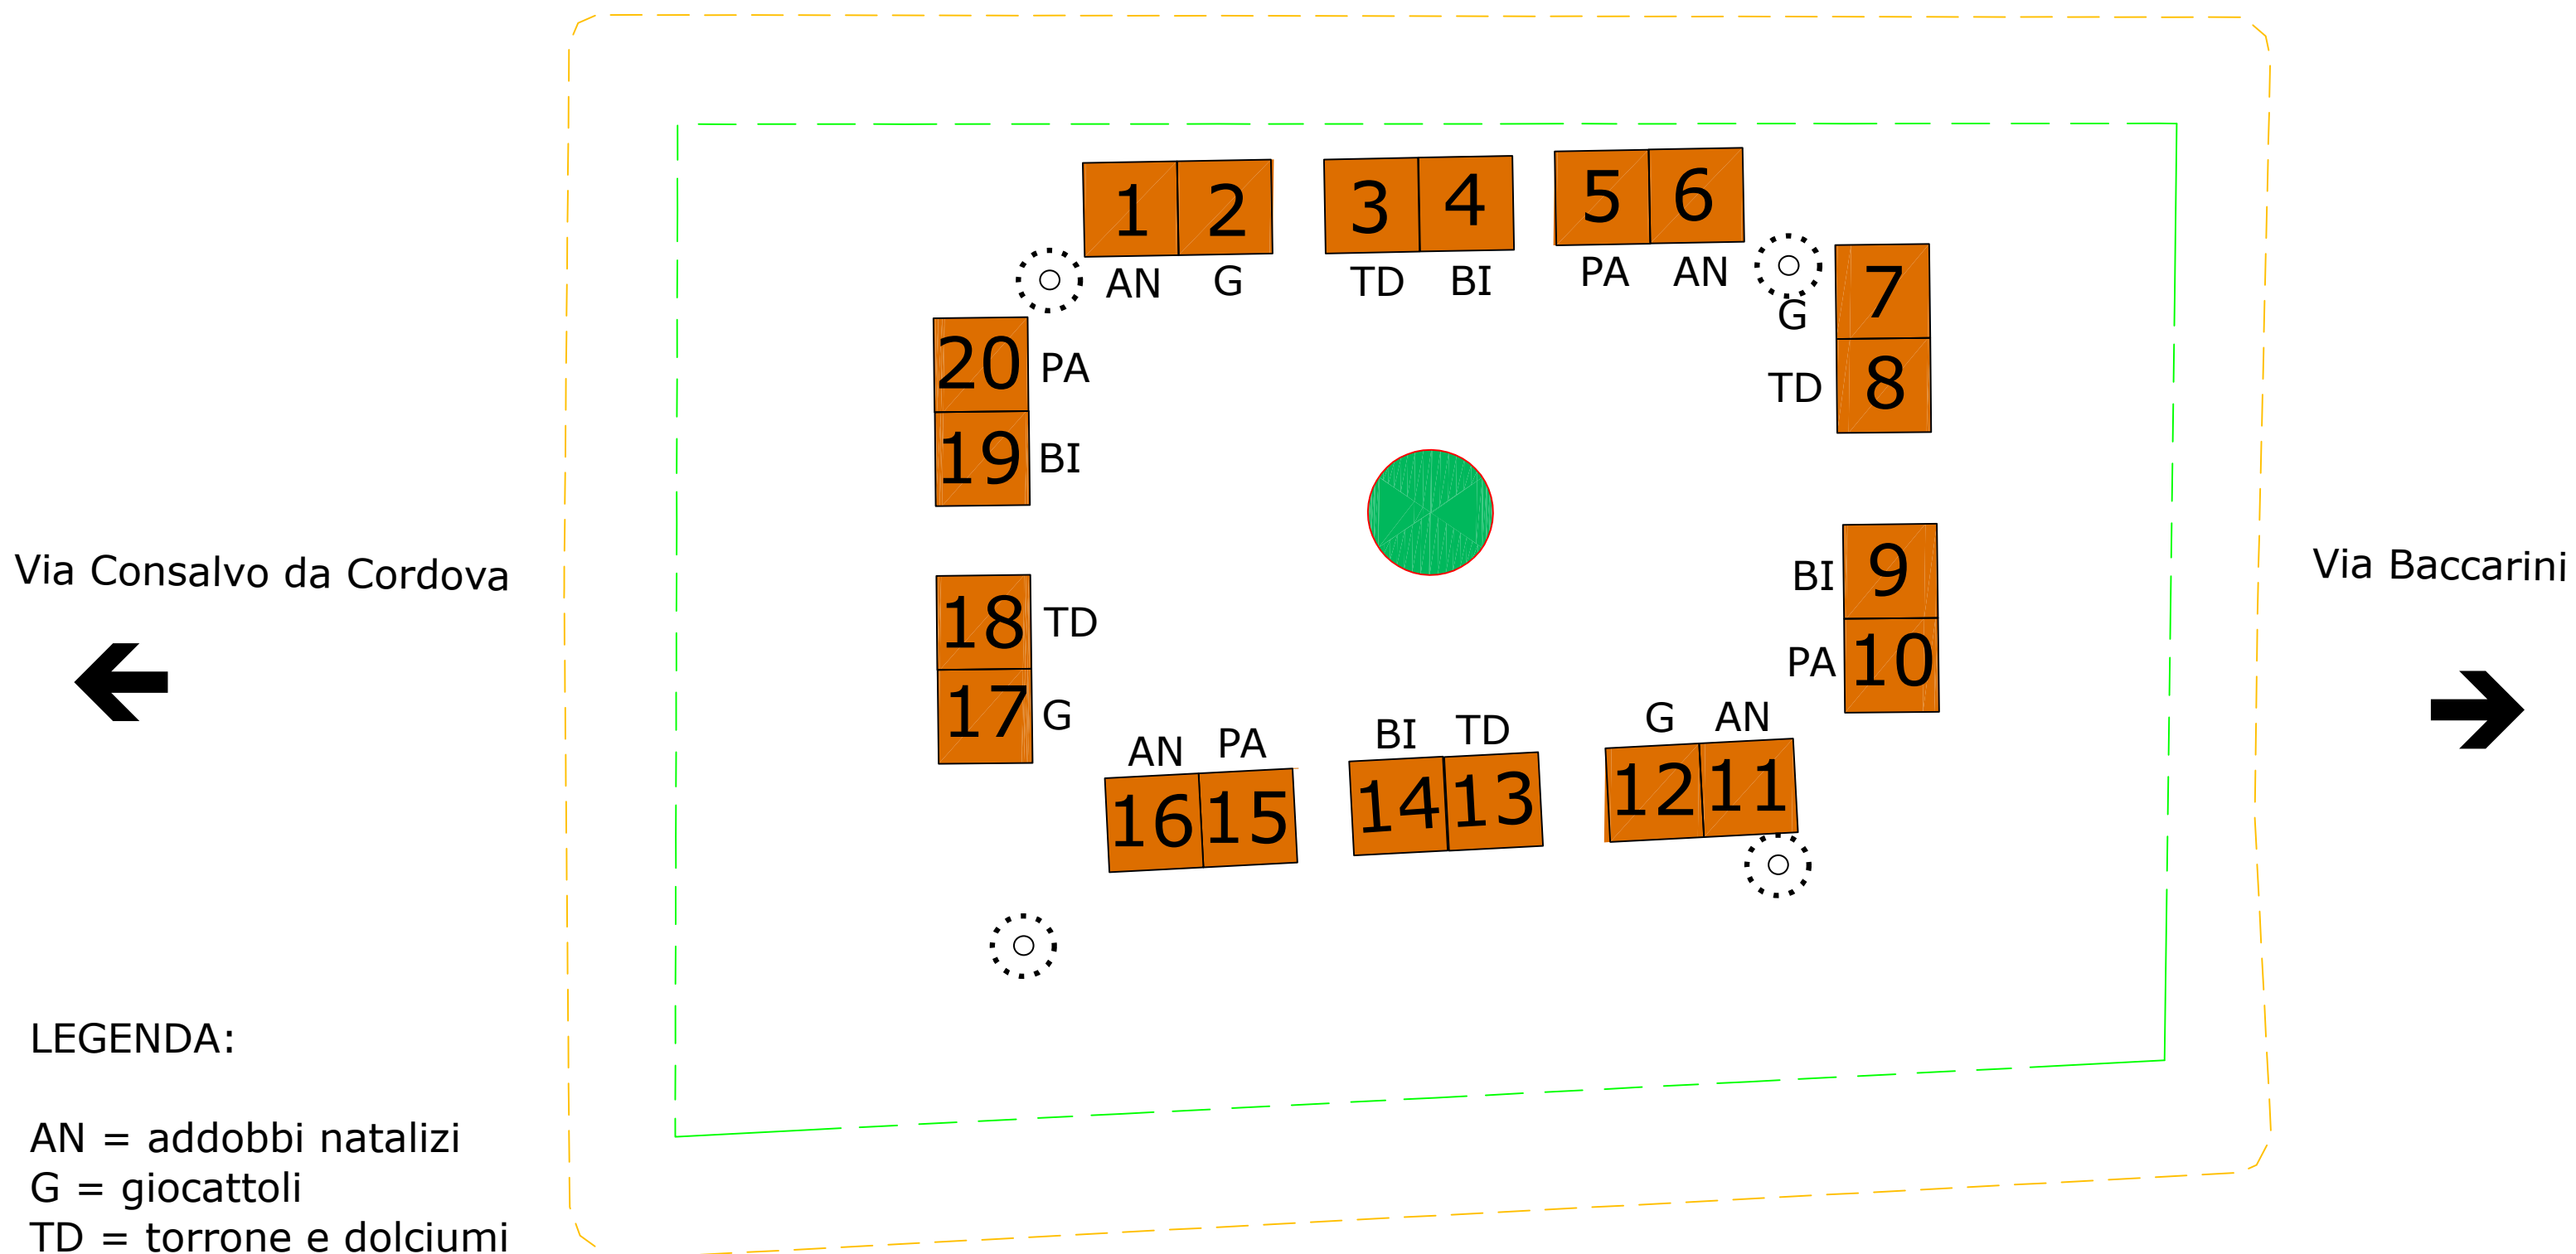 1 2 3 4 5 6
AN G TD BI PA AN
7
G
20 PA
TD 8
19 BI
Via Consalvo da Cordova
Via Baccarini
BI 9
18 TD
PA 10
17 G
AN PA BI TD G AN
16 15 14 13 12 11
LEGENDA:
AN = addobbi natalizi
G = giocattoli
TD = torrone e dolciumi